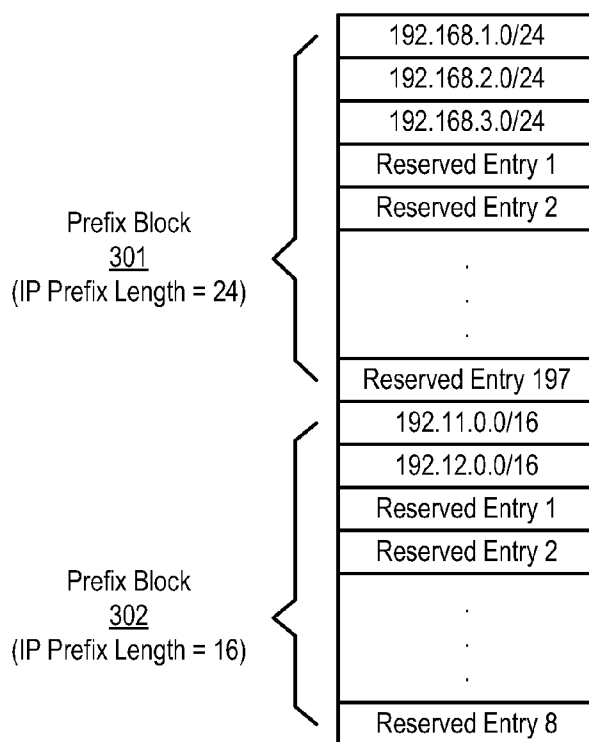 192.168.1.0/24
192.168.2.0/24
192.168.3.0/24
Reserved Entry 1
Reserved Entry 2
Prefix Block
301
(IP Prefix Length = 24)
.
.
.
Reserved Entry 197
192.11.0.0/16
192.12.0.0/16
Reserved Entry 1
Reserved Entry 2
Prefix Block
302
(IP Prefix Length = 16)
.
.
.
Reserved Entry 8